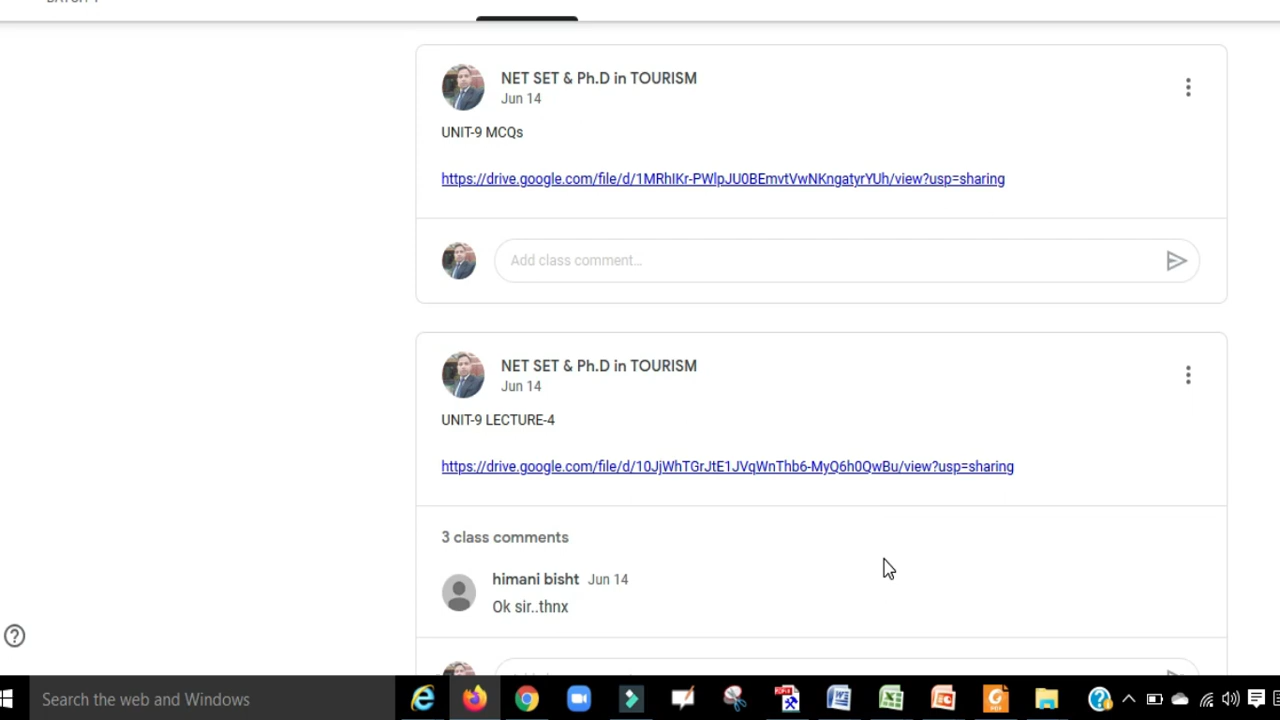 NET SET & Ph.D in TOURISM
Jun 14
UNIT-9 MCQs
https://drive.google.com/file/d/1MRhIKr-PWlpJU0BEmvtVwNKngatyrYUh/view?usp=sharing
Add class comment...
NET SET & Ph.D in TOURISM
Jun 14
UNIT-9 LECTURE-4
https://drive.google.com/file/d/10JjWhTGrJtE1JVqWnThb6-MyQ6h0QwBu/view?usp=sharing
3 class comments
himani bisht Jun 14
Ok sir..thnx
Search the web and Windows